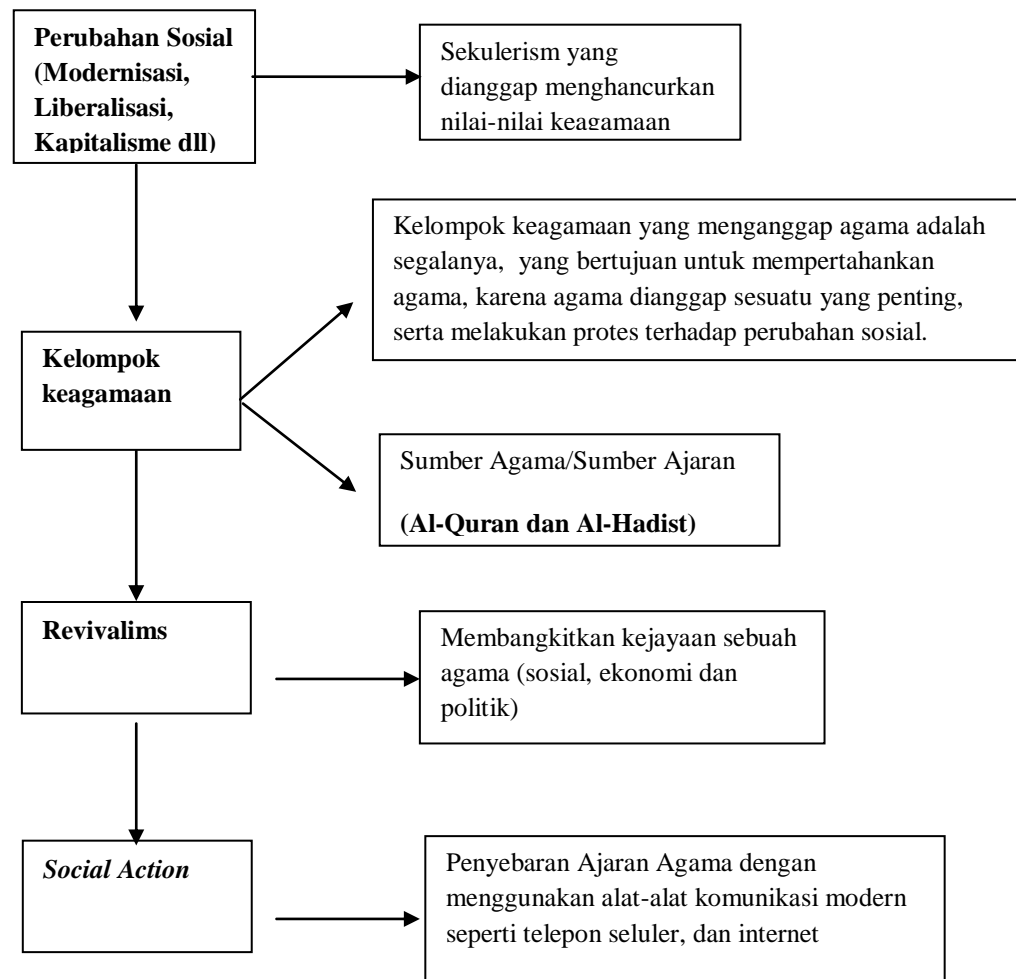 Perubahan Sosial
(Modernisasi,
Liberalisasi,
Kapitalisme dll)
Sekulerism yang
dianggap menghancurkan
nilai-nilai keagamaan
Kelompok keagamaan yang menganggap agama adalah
segalanya, yang bertujuan untuk mempertahankan
agama, karena agama dianggap sesuatu yang penting,
serta melakukan protes terhadap perubahan sosial.
Kelompok
keagamaan
Sumber Agama/Sumber Ajaran
(Al-Quran dan Al-Hadist)
Revivalims
Membangkitkan kejayaan sebuah
agama (sosial, ekonomi dan
politik)
Social Action
Penyebaran Ajaran Agama dengan
menggunakan alat-alat komunikasi modern
seperti telepon seluler, dan internet